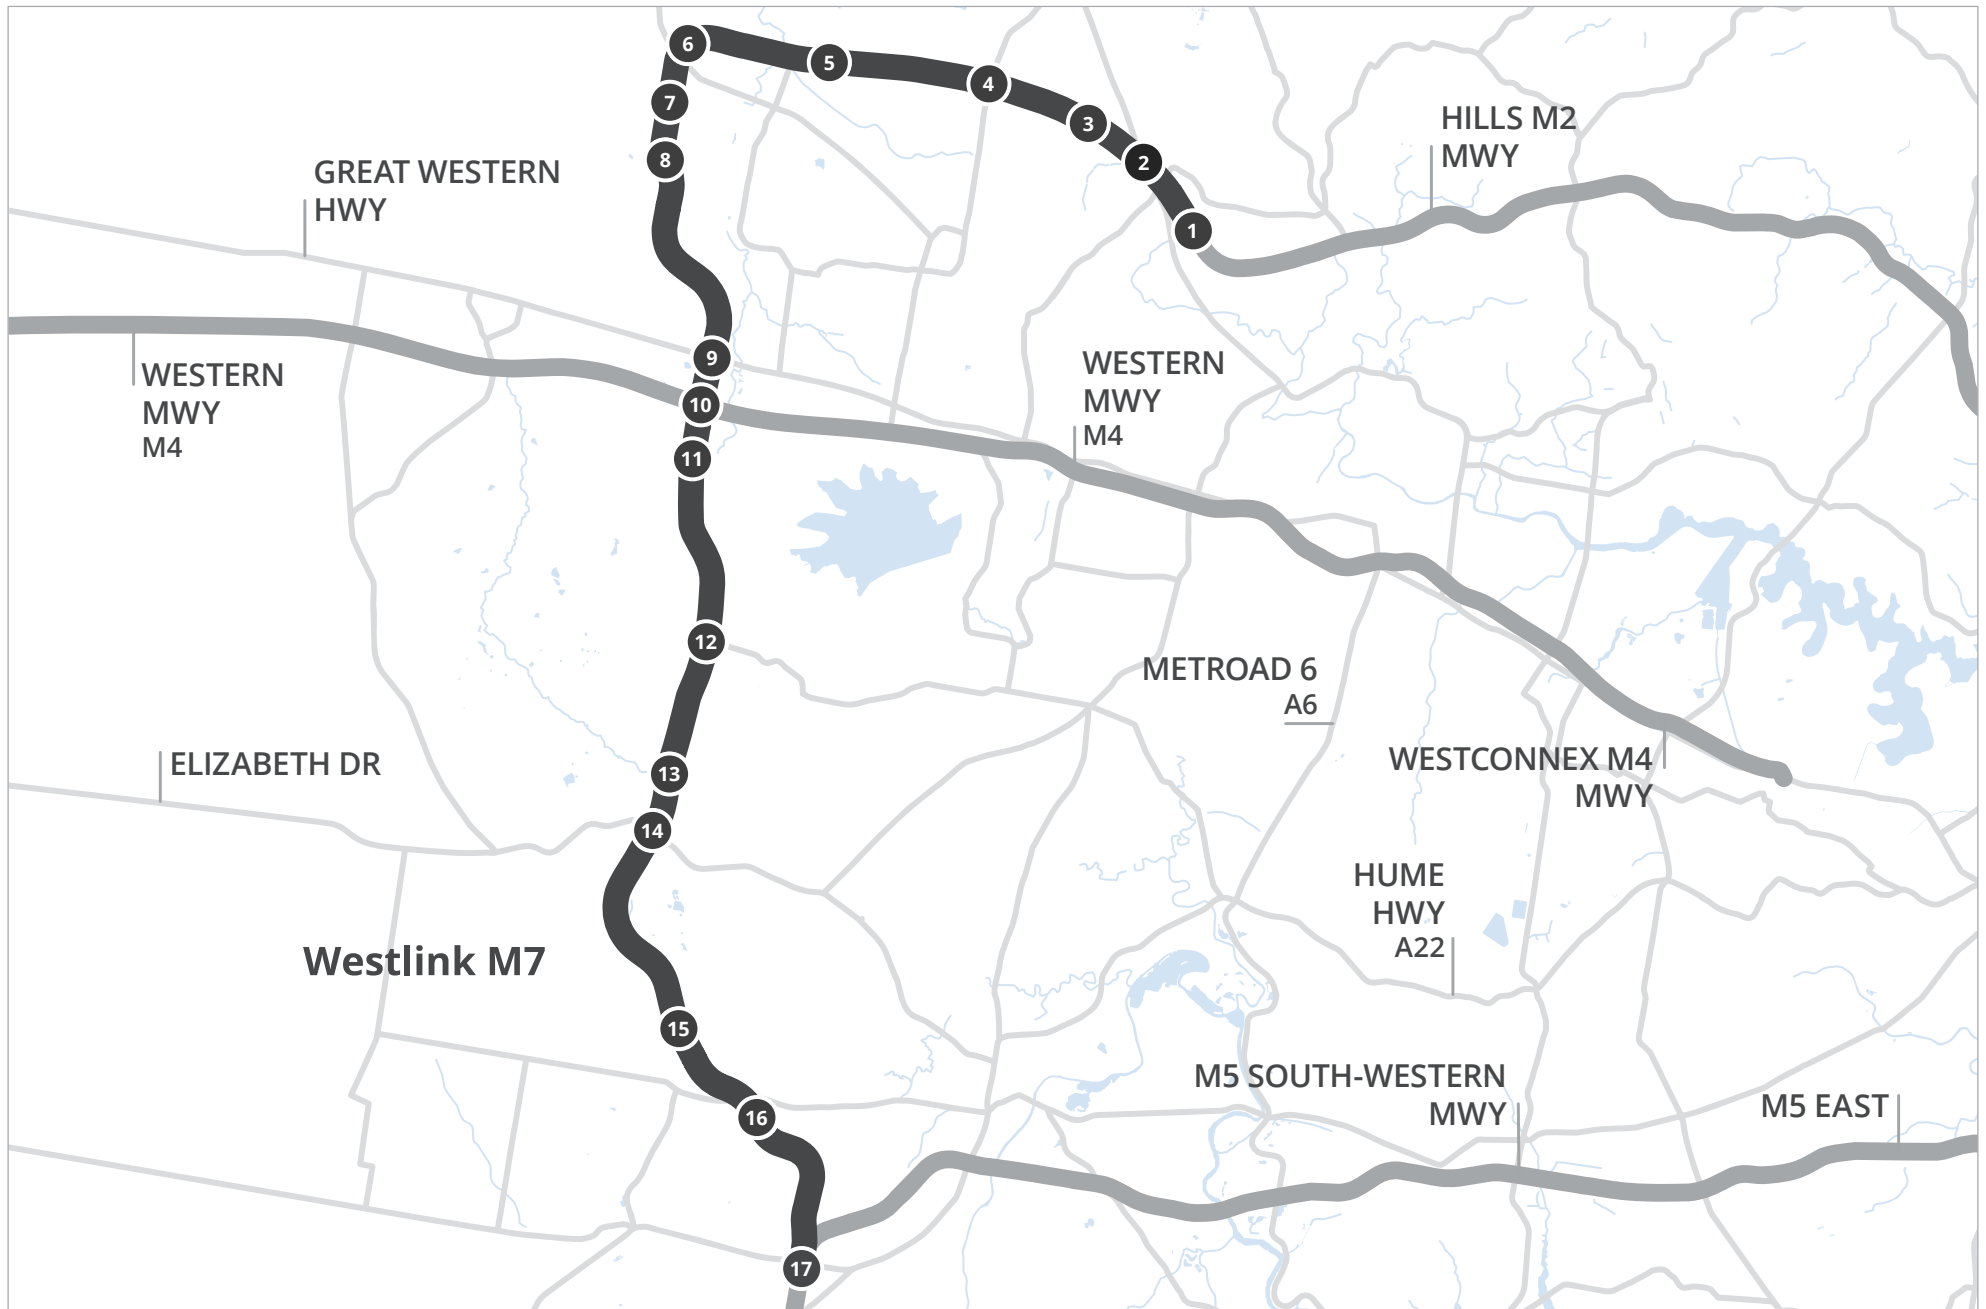 6
5
4
3
2
1
7
8
HILLS M2
MWY
GREAT WESTERN
HWY
WESTERN
MWY
M4
9
10
11
WESTERN
MWY
M4
12
METROAD 6
A6
WESTCONNEX M4
MWY
ELIZABETH DR
13
14
HUME
HWY
A22
Westlink M7
15
16
M5 SOUTH-WESTERN
MWY
M5 EAST
17